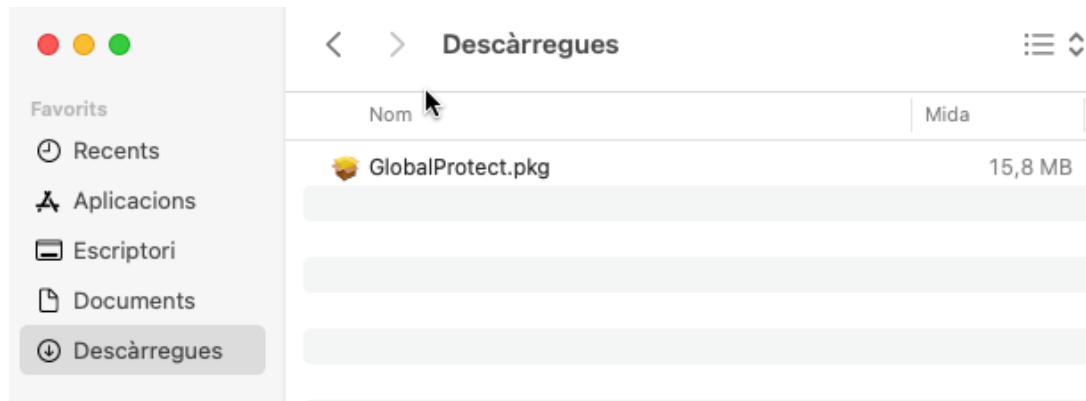 Descàrregues
Favorits
Recents
Aplicacions
Escriptori
Documents
Descàrregues
Nom
Mida
GlobalProtect.pkg
15,8 MB